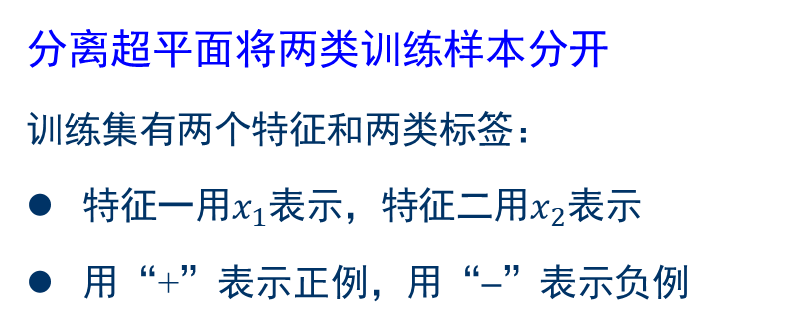 分离超平面将两类训练样本分开
训练集有两个特征和两类标签：
● 特征一用x₁表示，特征二用x₂表示
● 用“+”表示正例，用“–”表示负例